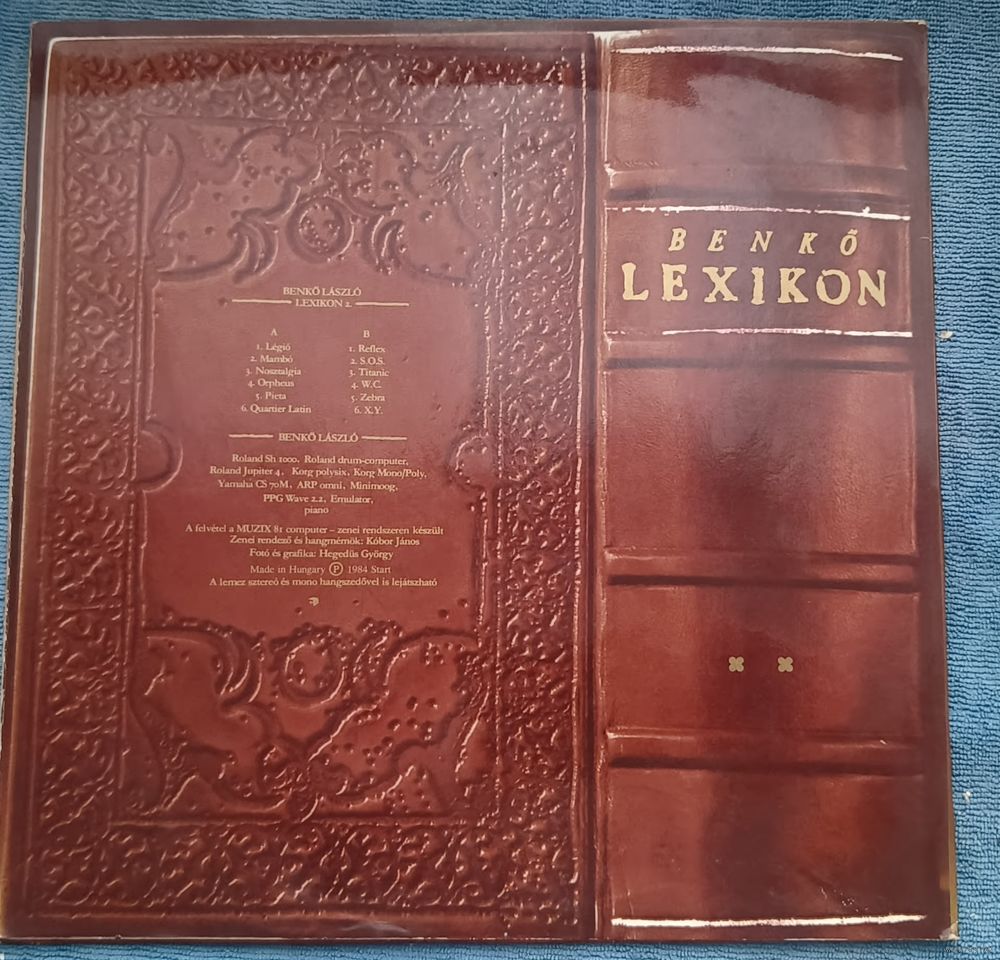 BENKŐ LÁSZLÓ
LEXIKON 2.
A
1. Légió
2. Mambó
3. Nosztalgia
4. Orpheus
5. Pieta
6. Quartier Latin
B
1. Reflex
2. S.O.S.
3. Titanic
4. W.C.
5. Zebra
6. X.Y.
BENKŐ LÁSZLÓ
Roland Sh 1000, Roland drum-computer,
Roland Jupiter 4, Korg polysix, Korg Mono/Poly,
Yamaha CS 70M, ARP omni, Minimoog,
PPG Wave 2.2, Emulator,
piano
A felvétel a MUZIX 81 computer – zenei rendszeren készült
Zenei rendező és hangmérnök: Kóbor János
Fotó és grafika: Hegedűs György
Made in Hungary Ⓟ 1984 Start
A lemez sztereó és mono hangszedővel is lejátszható
BENKŐ
LEXIKON